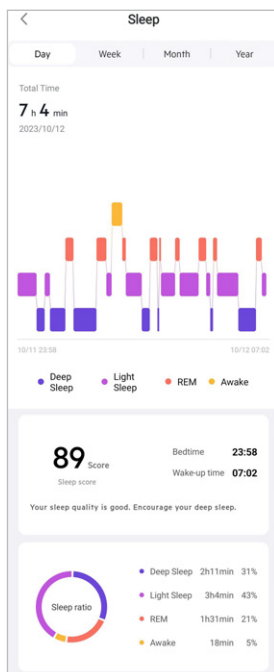 Sleep
Day Week Month Year
Total Time
7 h 4 min
2023/10/12
10/11 23:58 10/12 07:02
Deep Sleep Light Sleep REM Awake
89 Score
Sleep score
Bedtime 23:58
Wake-up time 07:02
Your sleep quality is good. Encourage your deep sleep.
Sleep ratio
Deep Sleep 2h11min 31%
Light Sleep 3h4min 43%
REM 1h31min 21%
Awake 18min 5%